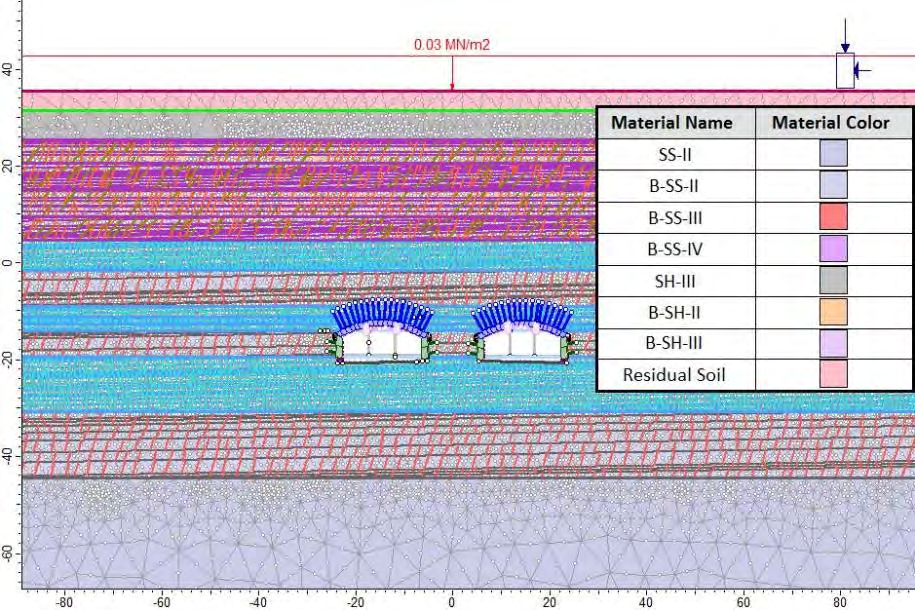 0.03 MN/m2
40
20
0
20
40
60
Material Name Material Color
SS-II
B-SS-II
B-SS-III
B-SS-IV
SH-III
B-SH-II
B-SH-III
Residual Soil
-80 -60 -40 -20 0 20 40 60 80